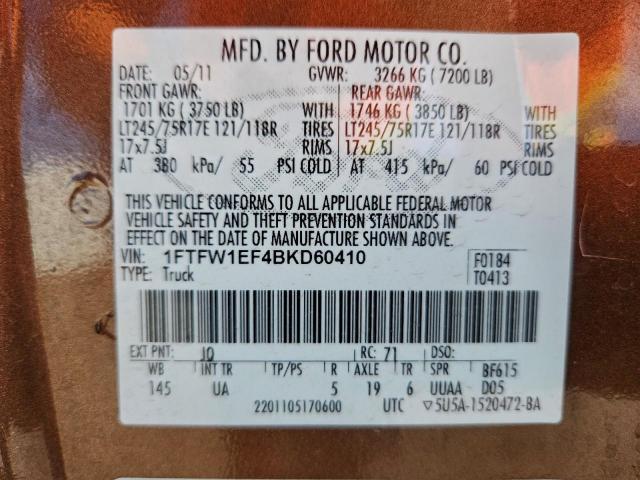 MFD. BY FORD MOTOR CO.
DATE: 05/11 GVWR: 3266 KG ( 7200 LB)
FRONT GAWR: REAR GAWR:
1701 KG ( 3750 LB) WITH 1746 KG ( 3850 LB) WITH
LT245/75R17E 121/118R TIRES LT245/75R17E 121/118R TIRES
17x7.5J RIMS 17x7.5J RIMS
AT 380 kPa/ 55 PSI COLD AT 415 kPa/ 60 PSI COLD
THIS VEHICLE CONFORMS TO ALL APPLICABLE FEDERAL MOTOR
VEHICLE SAFETY AND THEFT PREVENTION STANDARDS IN
EFFECT ON THE DATE OF MANUFACTURE SHOWN ABOVE.
VIN: 1FTFW1EF4BKD60410 F0184
TYPE: Truck T0413
EXT PNT: JQ RC: 71 DSO:
WB INT TR TP/PS R AXLE TR SPR BF615
145 UA 5 19 6 UUAA D05
2201105170600 UTC ▽5U5A-1520472-BA